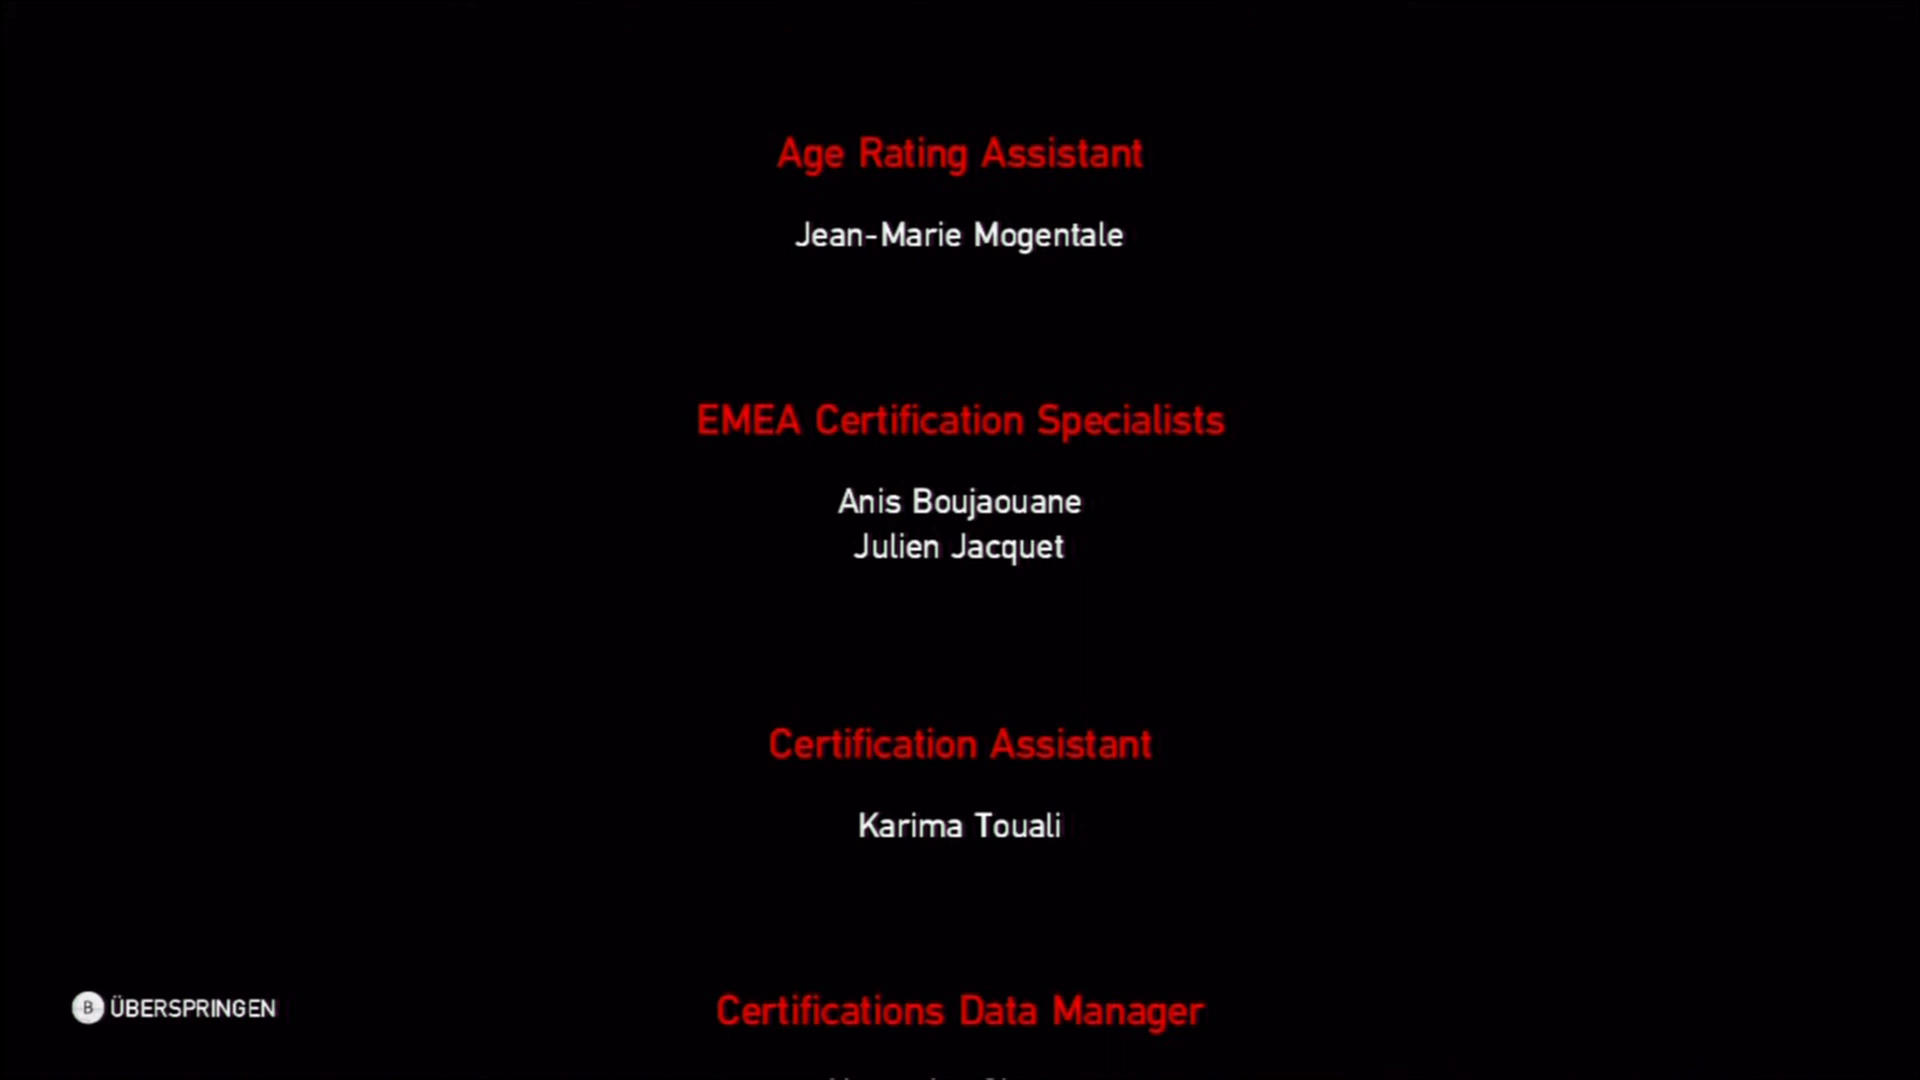 Age Rating Assistant
Jean-Marie Mogentale
EMEA Certification Specialists
Anis Boujaouane
Julien Jacquet
Certification Assistant
Karima Touali
Certifications Data Manager
B ÜBERSPRINGEN